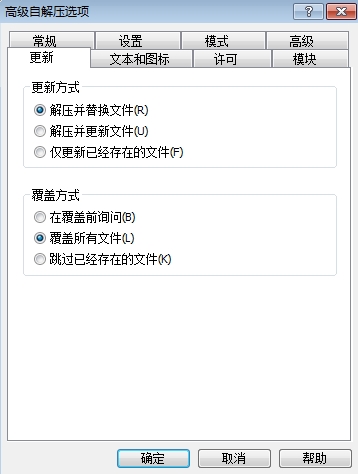 高级自解压选项
常规 设置 模式 高级
更新 文本和图标 许可 模块
更新方式
解压并替换文件(R)
解压并更新文件(U)
仅更新已经存在的文件(F)
覆盖方式
在覆盖前询问(B)
覆盖所有文件(L)
跳过已经存在的文件(K)
确定 取消 帮助